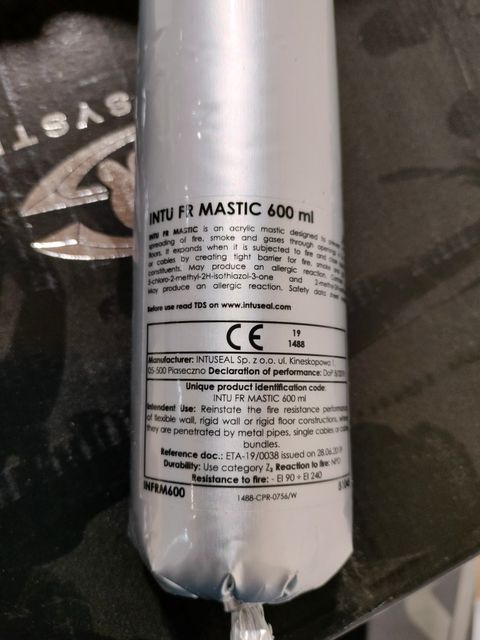 SYST
INTU FR MASTIC 600 ml
INTU FR MASTIC is an acrylic mastic designed to
spreading of fire, smoke and gases through
floors. It expands when it is subjected to fire and
or cables by creating tight barrier for fire, smoke
constituents. May produce an allergic reaction.
5-chloro-2-methyl-2H-isothiazol-3-one and
May produce an allergic reaction. Safety data
Before use read TDS on www.intuseal.com
CE 19
1488
Manufacturer: INTUSEAL Sp. z o.o. ul. Kineskopowa 1
05-500 Piaseczno Declaration of performance: DoP
Unique product identification code:
INTU FR MASTIC 600 ml
Intendent Use: Reinstate the fire resistance
of flexible wall, rigid wall or rigid floor constructions, where
they are penetrated by metal pipes, single cables or cable
bundles.
Reference doc.: ETA-19/0038 issued on 28.06.2019
Durability: Use category Z₂ Reaction to fire: NPD
Resistance to fire: - EI 90 ÷ EI 240
INFRM600
1488-CPR-0756/W